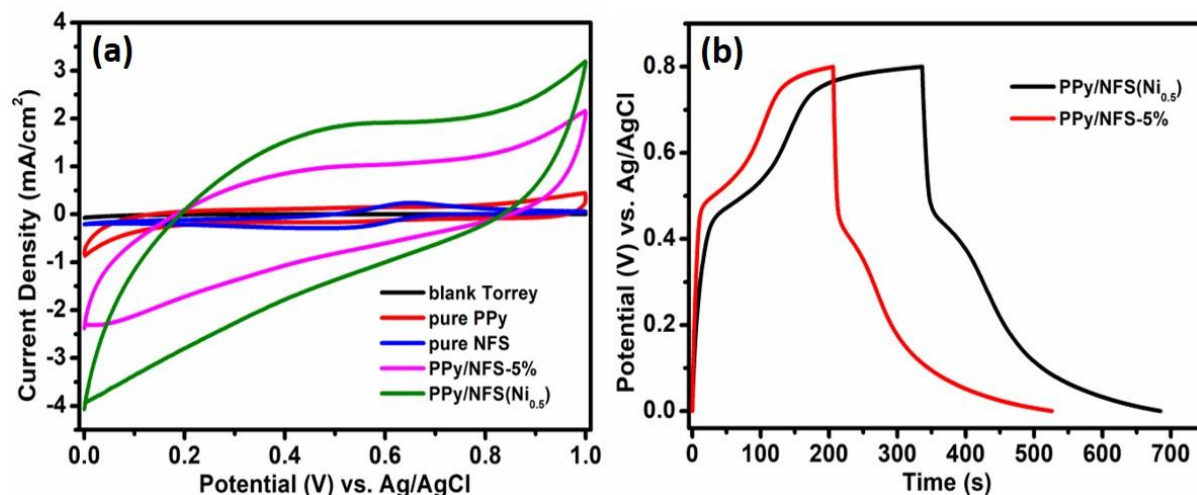 (a)
Current Density (mA/cm²)
4
3
2
1
0
-1
-2
-3
-4
blank Torrey
pure PPy
pure NFS
PPy/NFS-5%
PPy/NFS(Ni₀.₅)
0.0 0.2 0.4 0.6 0.8 1.0
Potential (V) vs. Ag/AgCl
(b)
Potential (V) vs. Ag/AgCl
0.8
0.6
0.4
0.2
0.0
PPy/NFS(Ni₀.₅)
PPy/NFS-5%
0 100 200 300 400 500 600 700
Time (s)